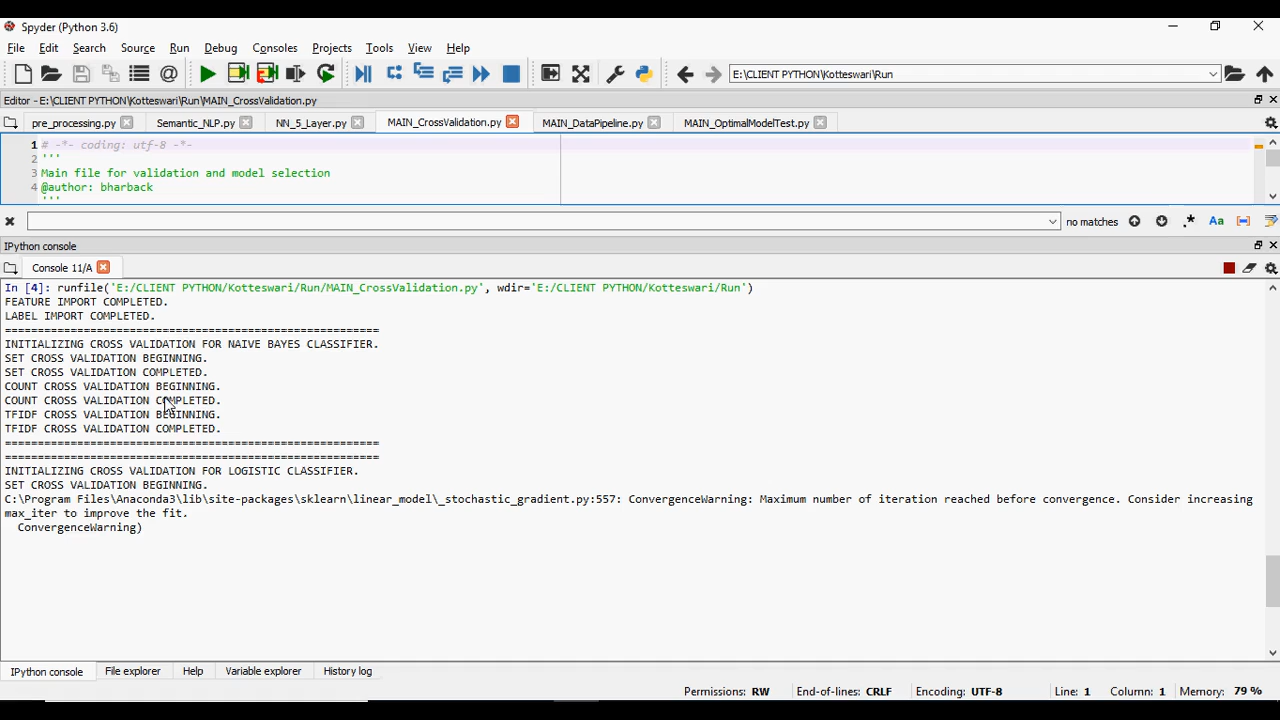 Spyder (Python 3.6)
File Edit Search Source Run Debug Consoles Projects Tools View Help
E:\CLIENT PYTHON\Kotteswari\Run
Editor - E:\CLIENT PYTHON\Kotteswari\Run\MAIN_CrossValidation.py
pre_processing.py Semantic_NLP.py NN_5_Layer.py MAIN_CrossValidation.py MAIN_DataPipeline.py MAIN_OptimalModelTest.py
1 # -*- coding: utf-8 -*-
2 '''
3 Main file for validation and model selection
4 @author: bharback
'''
no matches .* Aa
IPython console
Console 11/A
In [4]: runfile('E:/CLIENT PYTHON/Kotteswari/Run/MAIN_CrossValidation.py', wdir='E:/CLIENT PYTHON/Kotteswari/Run')
FEATURE IMPORT COMPLETED.
LABEL IMPORT COMPLETED.
=========================================================
INITIALIZING CROSS VALIDATION FOR NAIVE BAYES CLASSIFIER.
SET CROSS VALIDATION BEGINNING.
SET CROSS VALIDATION COMPLETED.
COUNT CROSS VALIDATION BEGINNING.
COUNT CROSS VALIDATION COMPLETED.
TFIDF CROSS VALIDATION BEGINNING.
TFIDF CROSS VALIDATION COMPLETED.
=========================================================
=========================================================
INITIALIZING CROSS VALIDATION FOR LOGISTIC CLASSIFIER.
SET CROSS VALIDATION BEGINNING.
C:\Program Files\Anaconda3\lib\site-packages\sklearn\linear_model\_stochastic_gradient.py:557: ConvergenceWarning: Maximum number of iteration reached before convergence. Consider increasing
max_iter to improve the fit.
ConvergenceWarning)
IPython console File explorer Help Variable explorer History log
Permissions: RW End-of-lines: CRLF Encoding: UTF-8 Line: 1 Column: 1 Memory: 79 %